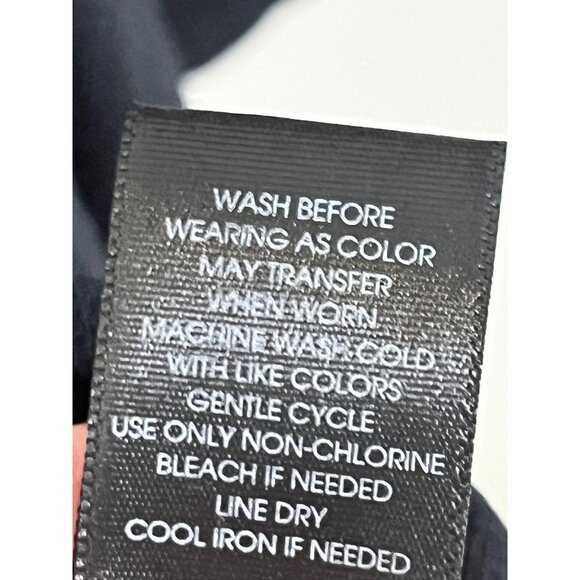 WASH BEFORE
WEARING AS COLOR
MAY TRANSFER
WHEN WORN
MACHINE WASH COLD
WITH LIKE COLORS
GENTLE CYCLE
USE ONLY NON-CHLORINE
BLEACH IF NEEDED
LINE DRY
COOL IRON IF NEEDED